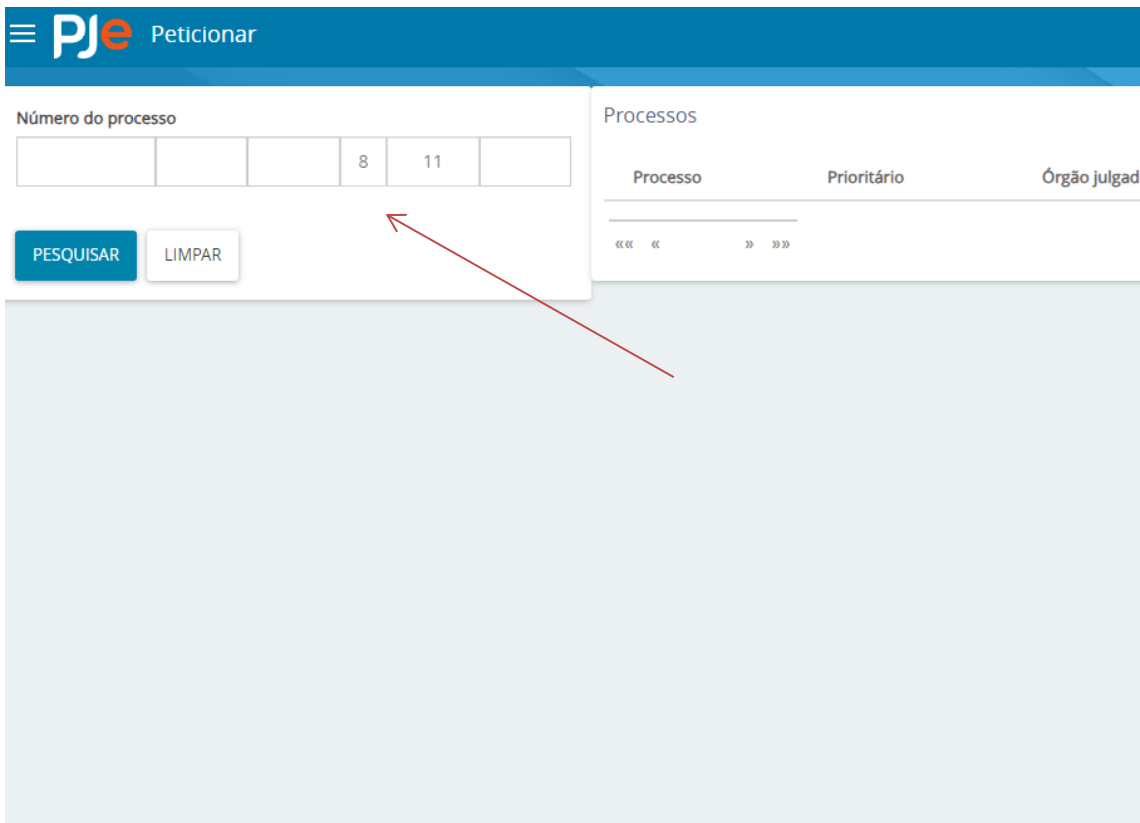 PJe Peticionar
Número do processo
8 11
PESQUISAR LIMPAR
Processos
Processo Prioritário Órgão julgad
«« « » »»